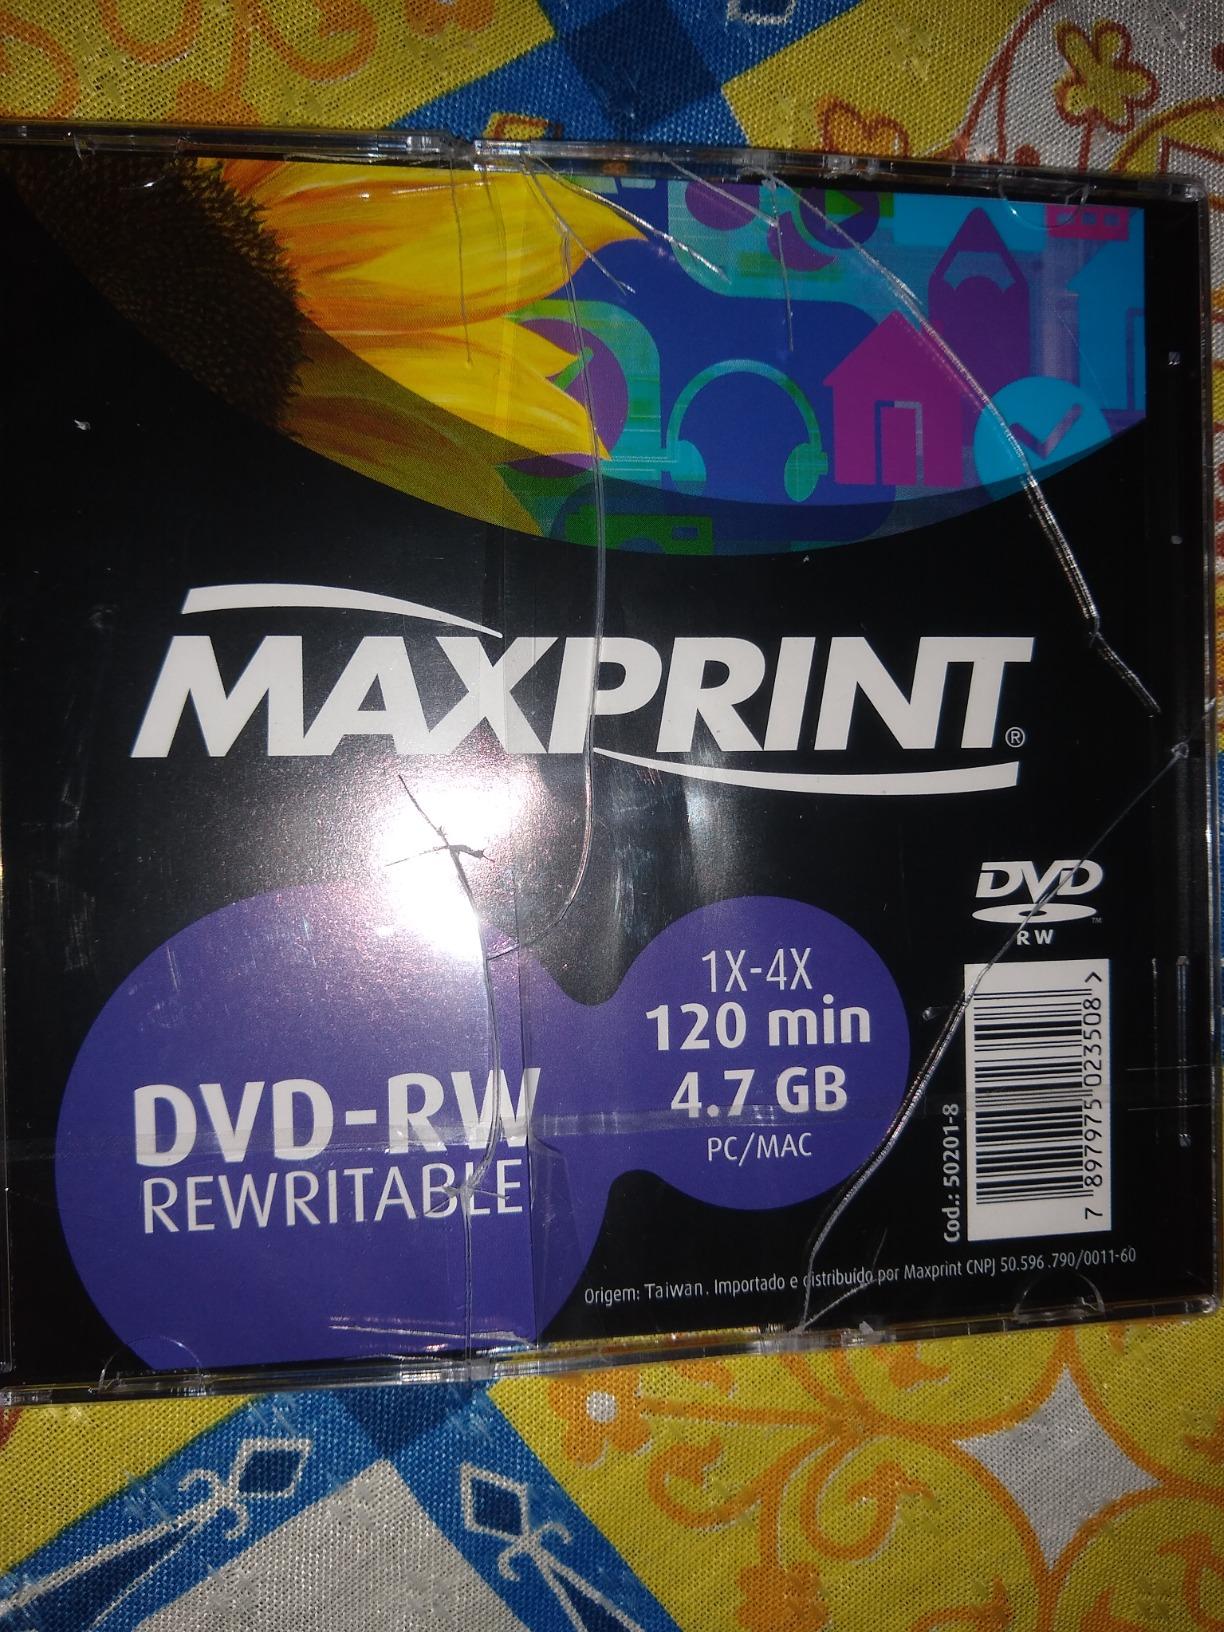 MAXPRINT®
DVD™
RW
1X-4X
120 min
4.7 GB
PC/MAC
DVD-RW
REWRITABLE
Cod.: 50201-8
7 897975 023508 >
Origem: Taiwan. Importado e distribuído por Maxprint CNPJ 50.596.790/0011-60